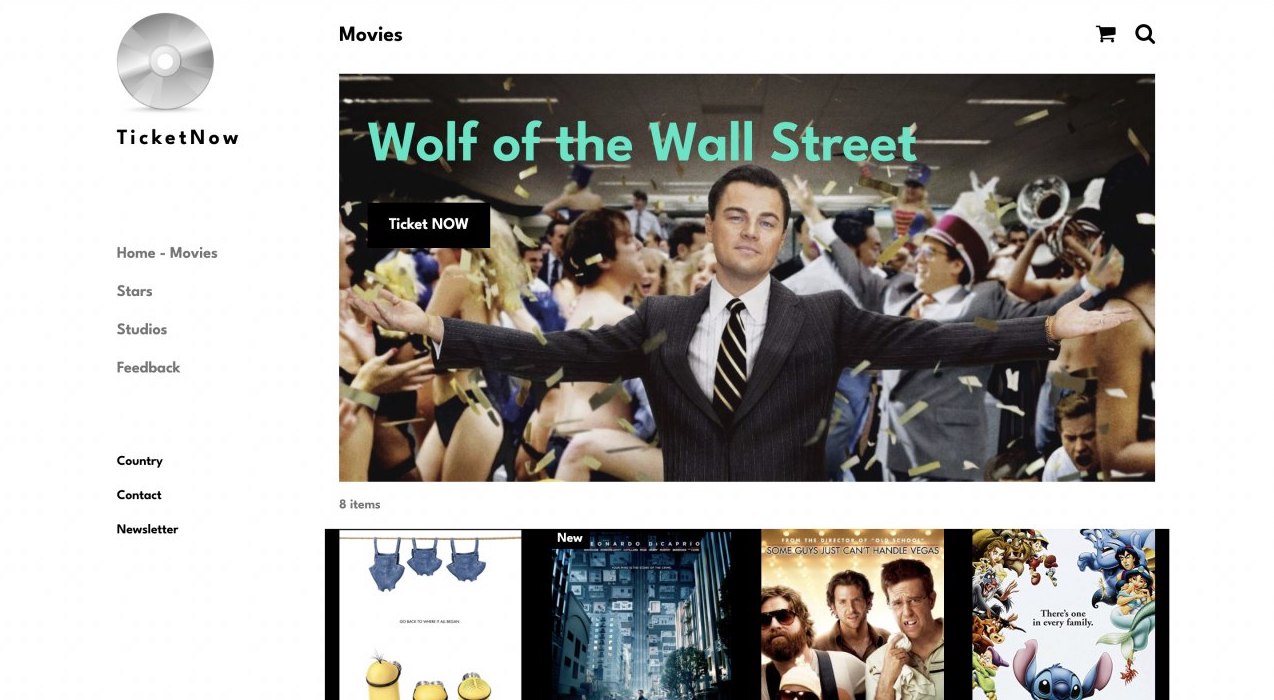 TicketNow
Home - Movies
Stars
Studios
Feedback
Country
Contact
Newsletter
Movies
Wolf of the Wall Street
Ticket NOW
8 items
GO BACK TO WHERE IT ALL BEGAN
New
LEONARDO DICAPRIO
YOUR MIND IS THE SCENE OF THE CRIME.
FROM THE DIRECTOR OF "OLD SCHOOL"
SOME GUYS JUST CAN'T HANDLE VEGAS
There's one
in every family.